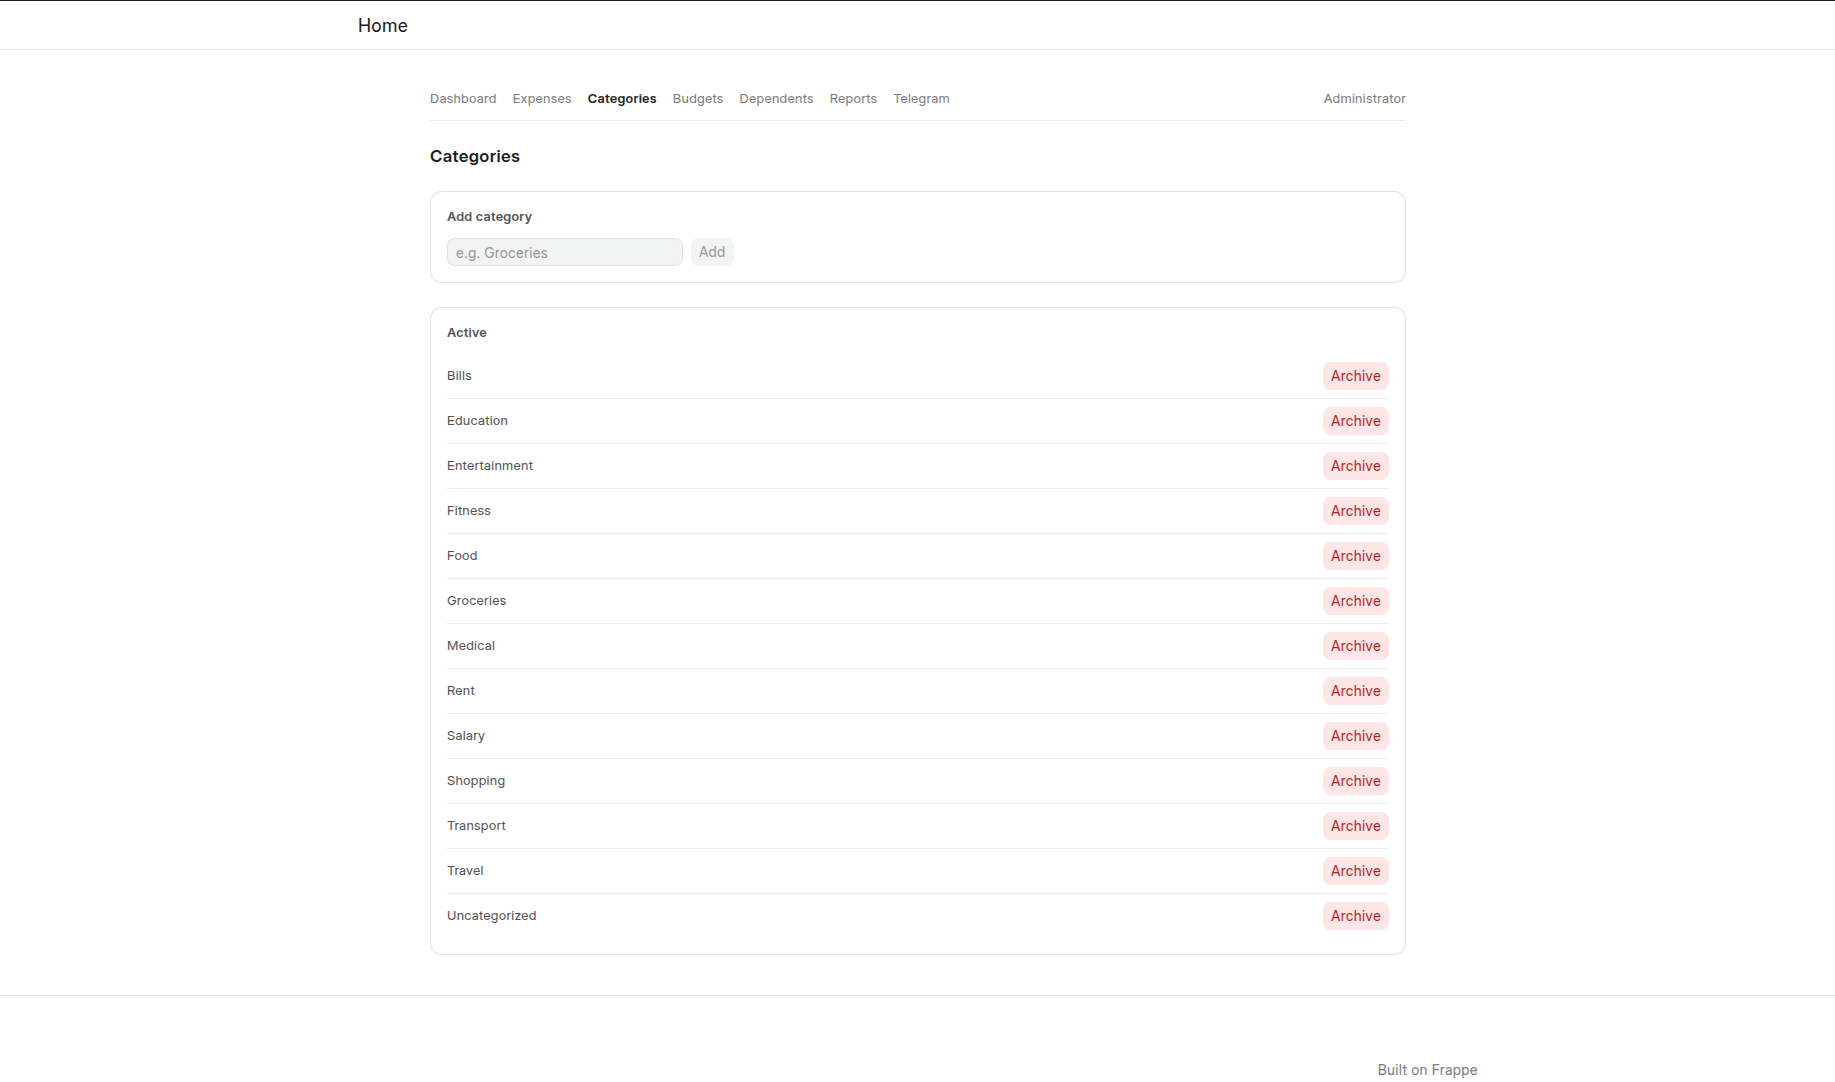 Home
Dashboard Expenses Categories Budgets Dependents Reports Telegram Administrator
Categories
Add category
e.g. Groceries Add
Active
Bills Archive
Education Archive
Entertainment Archive
Fitness Archive
Food Archive
Groceries Archive
Medical Archive
Rent Archive
Salary Archive
Shopping Archive
Transport Archive
Travel Archive
Uncategorized Archive
Built on Frappe